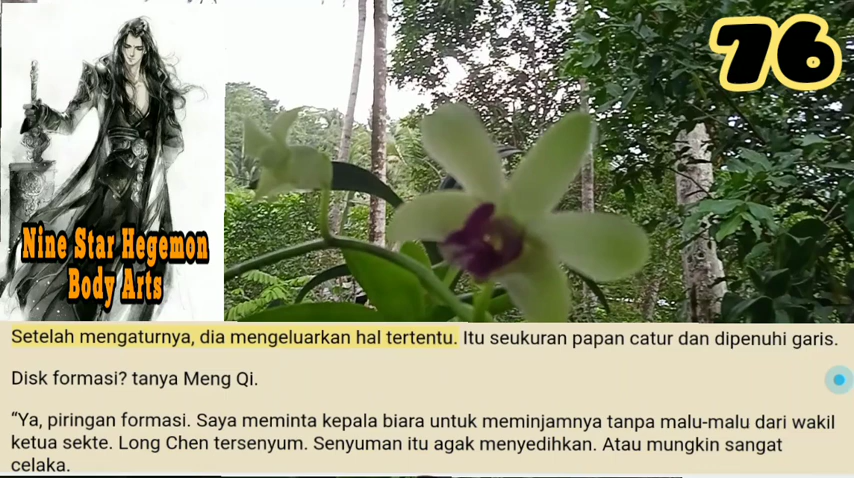 76
Nine Star Hegemon
Body Arts
Setelah mengaturnya, dia mengeluarkan hal tertentu. Itu seukuran papan catur dan dipenuhi garis.
Disk formasi? tanya Meng Qi.
“Ya, piringan formasi. Saya meminta kepala biara untuk meminjamnya tanpa malu-malu dari wakil
ketua sekte. Long Chen tersenyum. Senyuman itu agak menyedihkan. Atau mungkin sangat
celaka.